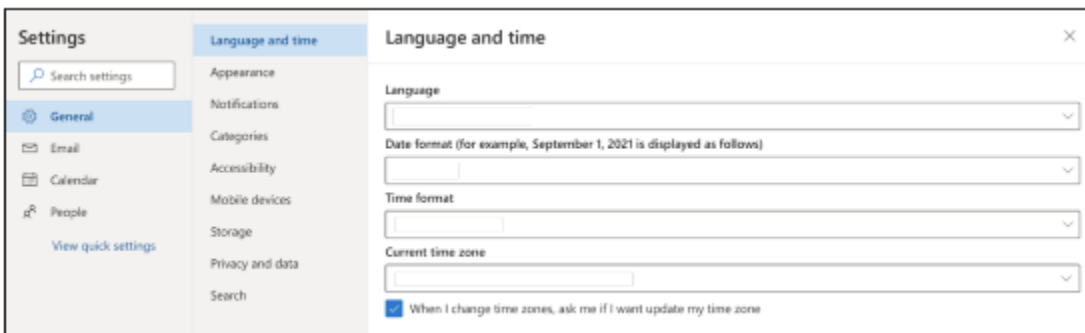 Settings
Search settings
General
Email
Calendar
People
View quick settings
Language and time
Appearance
Notifications
Categories
Accessibility
Mobile devices
Storage
Privacy and data
Search
Language and time
Language
Date format (for example, September 1, 2021 is displayed as follows)
Time format
Current time zone
When I change time zones, ask me if I want update my time zone